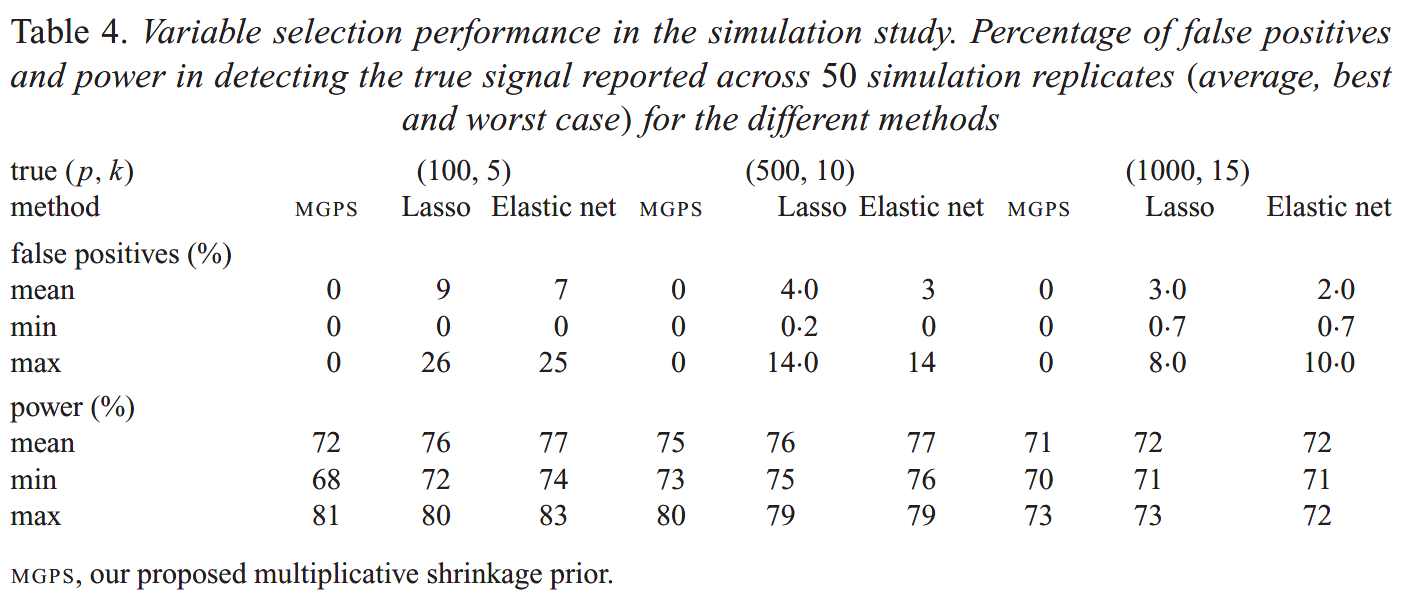 Table 4. Variable selection performance in the simulation study. Percentage of false positives
and power in detecting the true signal reported across 50 simulation replicates (average, best
and worst case) for the different methods
true (p, k) (100, 5) (500, 10) (1000, 15)
method MGPS Lasso Elastic net MGPS Lasso Elastic net MGPS Lasso Elastic net
false positives (%)
mean 0 9 7 0 4·0 3 0 3·0 2·0
min 0 0 0 0 0·2 0 0 0·7 0·7
max 0 26 25 0 14·0 14 0 8·0 10·0
power (%)
mean 72 76 77 75 76 77 71 72 72
min 68 72 74 73 75 76 70 71 71
max 81 80 83 80 79 79 73 73 72
MGPS, our proposed multiplicative shrinkage prior.